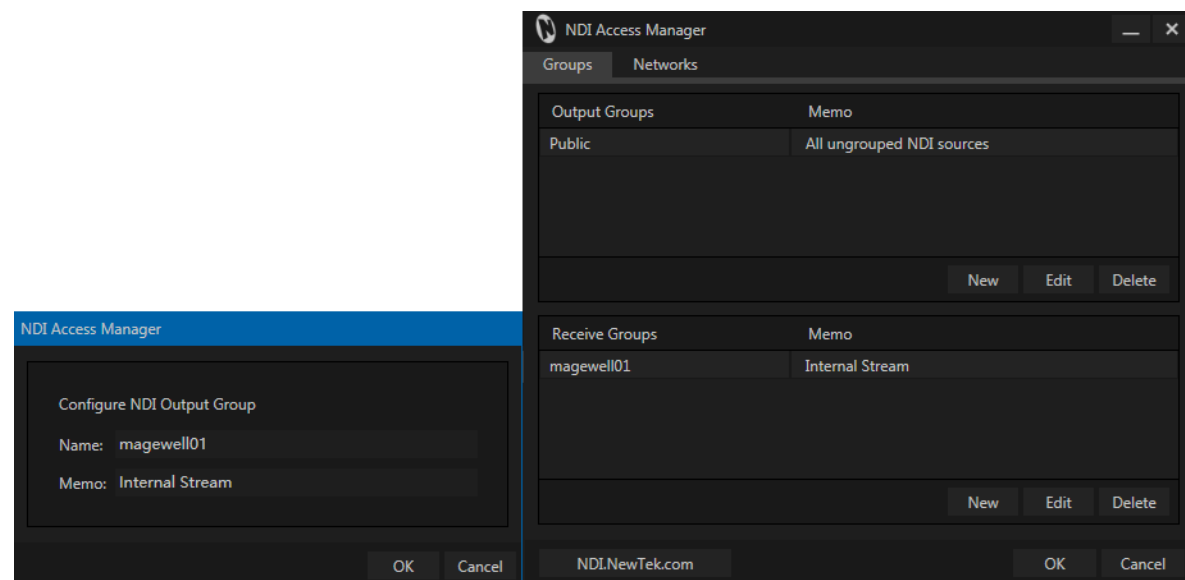 NDI Access Manager
Groups Networks
Output Groups Memo
Public All ungrouped NDI sources
New Edit Delete
Receive Groups Memo
magewell01 Internal Stream
New Edit Delete
NDI.NewTek.com OK Cancel
NDI Access Manager
Configure NDI Output Group
Name: magewell01
Memo: Internal Stream
OK Cancel